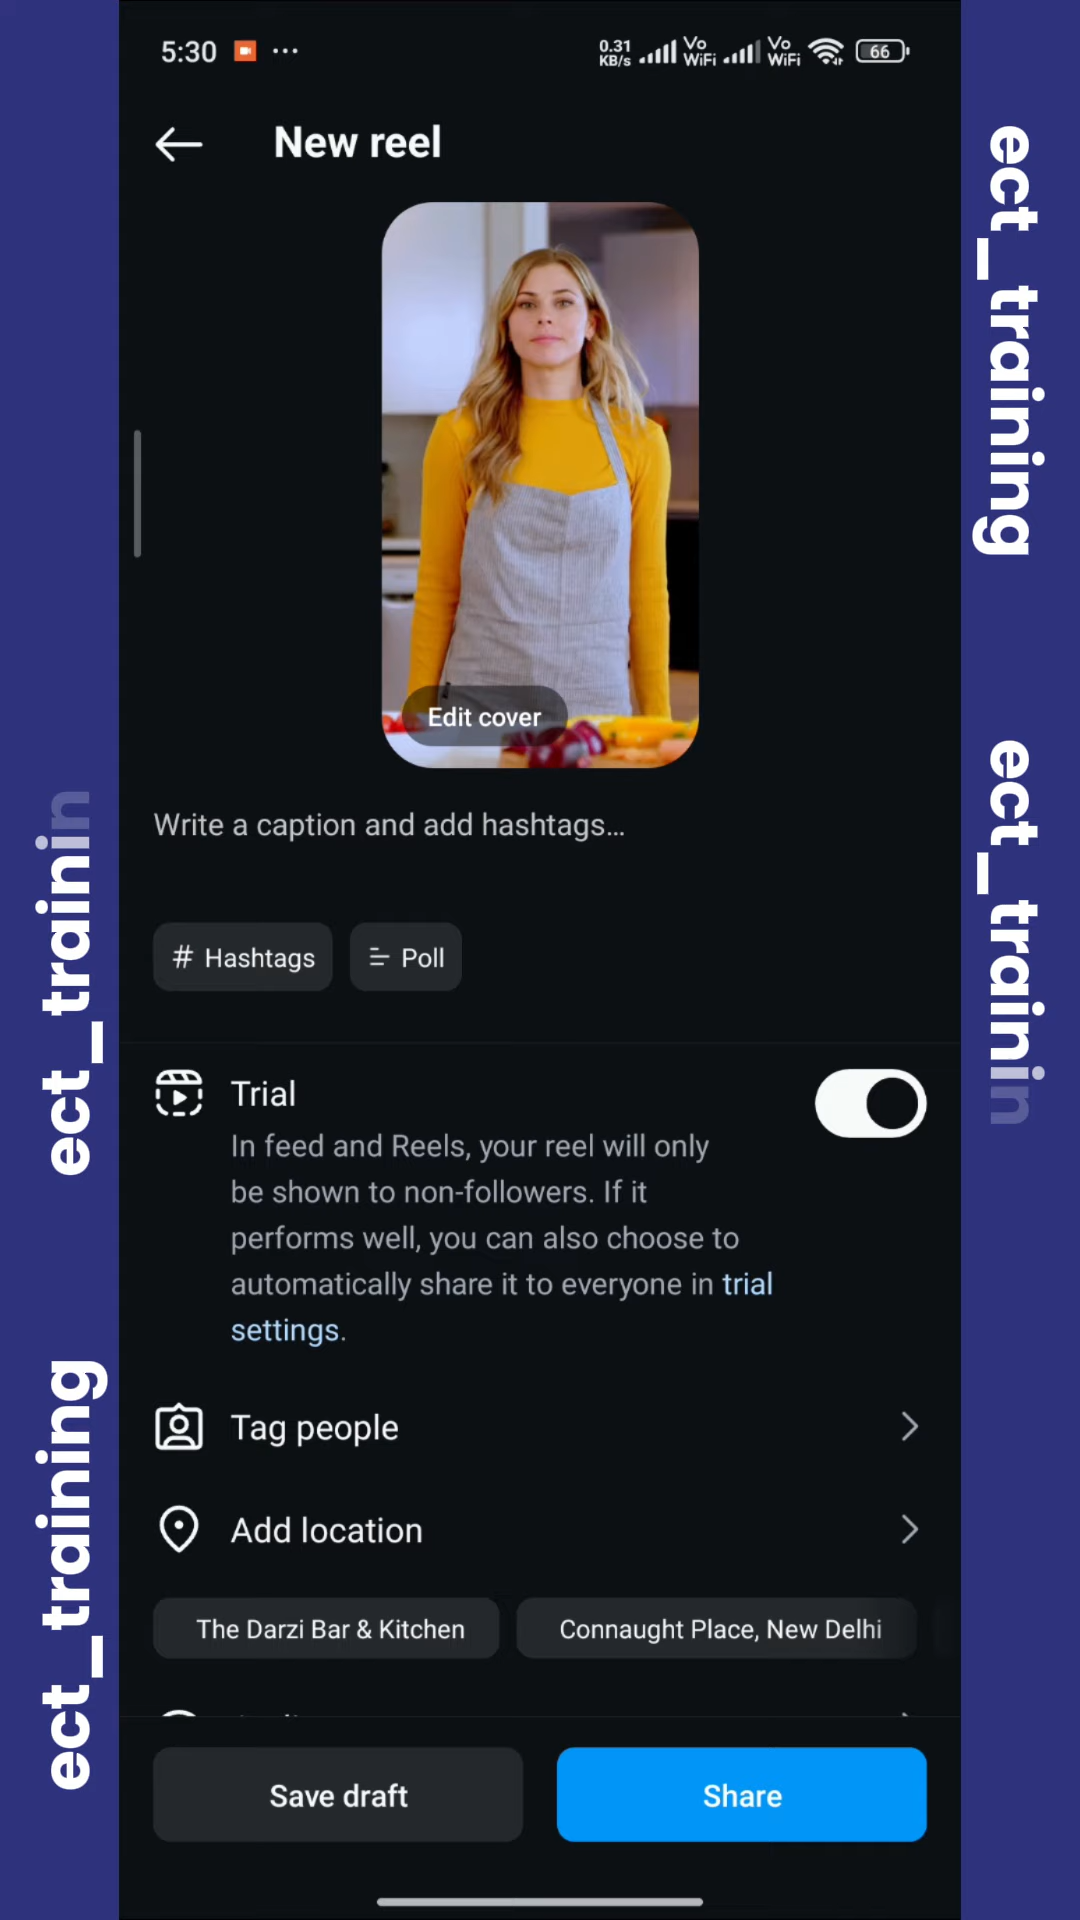 5:30
0.31
KB/s
Vo
WiFi
Vo
WiFi
66
New reel
Edit cover
Write a caption and add hashtags...
# Hashtags
Poll
Trial
In feed and Reels, your reel will only
be shown to non-followers. If it
performs well, you can also choose to
automatically share it to everyone in trial
settings.
Tag people
Add location
The Darzi Bar & Kitchen
Connaught Place, New Delhi
Save draft
Share
ect_trainin
ect_training
ect_training
ect_trainin